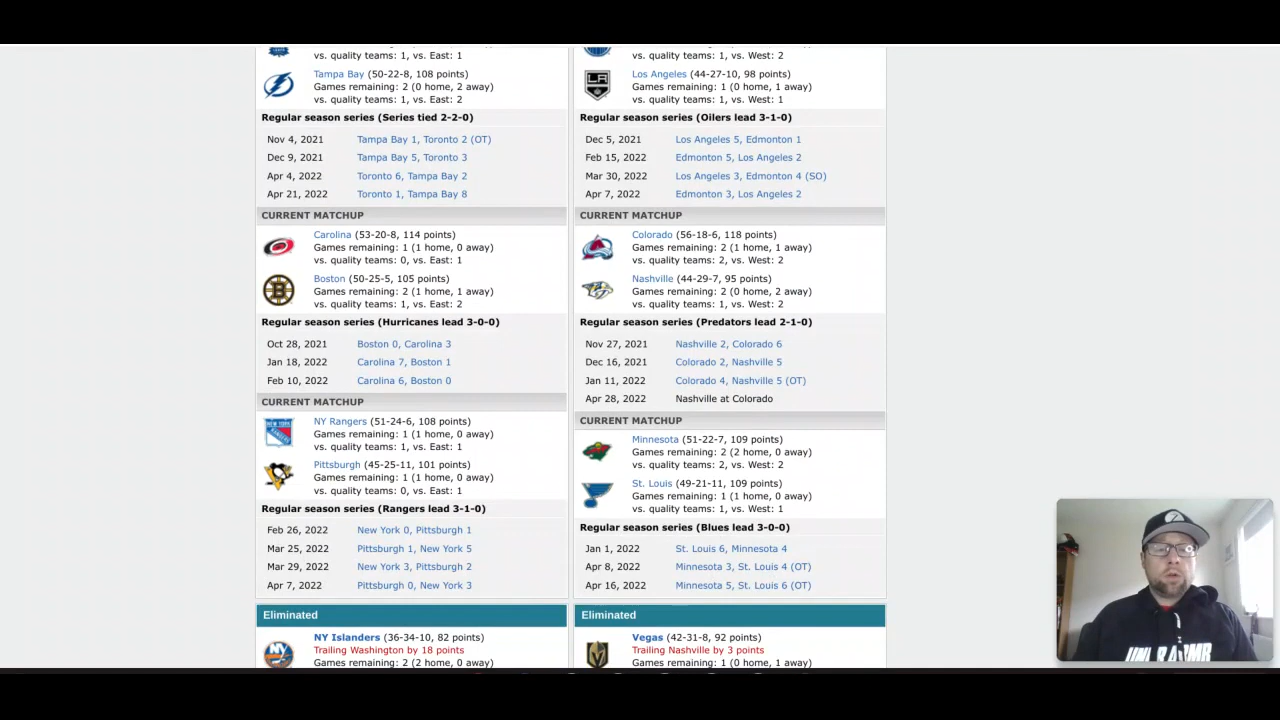 vs. quality teams: 1, vs. East: 1
Tampa Bay (50-22-8, 108 points)
Games remaining: 2 (0 home, 2 away)
vs. quality teams: 1, vs. East: 2
Regular season series (Series tied 2-2-0)
Nov 4, 2021 Tampa Bay 1, Toronto 2 (OT)
Dec 9, 2021 Tampa Bay 5, Toronto 3
Apr 4, 2022 Toronto 6, Tampa Bay 2
Apr 21, 2022 Toronto 1, Tampa Bay 8
CURRENT MATCHUP
Carolina (53-20-8, 114 points)
Games remaining: 1 (1 home, 0 away)
vs. quality teams: 0, vs. East: 1
Boston (50-25-5, 105 points)
Games remaining: 2 (1 home, 1 away)
vs. quality teams: 1, vs. East: 2
Regular season series (Hurricanes lead 3-0-0)
Oct 28, 2021 Boston 0, Carolina 3
Jan 18, 2022 Carolina 7, Boston 1
Feb 10, 2022 Carolina 6, Boston 0
CURRENT MATCHUP
NEW YORK
NY Rangers (51-24-6, 108 points)
Games remaining: 1 (1 home, 0 away)
vs. quality teams: 1, vs. East: 1
Pittsburgh (45-25-11, 101 points)
Games remaining: 1 (1 home, 0 away)
vs. quality teams: 0, vs. East: 1
Regular season series (Rangers lead 3-1-0)
Feb 26, 2022 New York 0, Pittsburgh 1
Mar 25, 2022 Pittsburgh 1, New York 5
Mar 29, 2022 New York 3, Pittsburgh 2
Apr 7, 2022 Pittsburgh 0, New York 3
Eliminated
NY Islanders (36-34-10, 82 points)
Trailing Washington by 18 points
Games remaining: 2 (2 home, 0 away)
vs. quality teams: 1, vs. West: 2
LA
Los Angeles (44-27-10, 98 points)
Games remaining: 1 (0 home, 1 away)
vs. quality teams: 1, vs. West: 1
Regular season series (Oilers lead 3-1-0)
Dec 5, 2021 Los Angeles 5, Edmonton 1
Feb 15, 2022 Edmonton 5, Los Angeles 2
Mar 30, 2022 Los Angeles 3, Edmonton 4 (SO)
Apr 7, 2022 Edmonton 3, Los Angeles 2
CURRENT MATCHUP
Colorado (56-18-6, 118 points)
Games remaining: 2 (1 home, 1 away)
vs. quality teams: 2, vs. West: 2
Nashville (44-29-7, 95 points)
Games remaining: 2 (0 home, 2 away)
vs. quality teams: 1, vs. West: 2
Regular season series (Predators lead 2-1-0)
Nov 27, 2021 Nashville 2, Colorado 6
Dec 16, 2021 Colorado 2, Nashville 5
Jan 11, 2022 Colorado 4, Nashville 5 (OT)
Apr 28, 2022 Nashville at Colorado
CURRENT MATCHUP
Minnesota (51-22-7, 109 points)
Games remaining: 2 (2 home, 0 away)
vs. quality teams: 2, vs. West: 2
St. Louis (49-21-11, 109 points)
Games remaining: 1 (1 home, 0 away)
vs. quality teams: 1, vs. West: 1
Regular season series (Blues lead 3-0-0)
Jan 1, 2022 St. Louis 6, Minnesota 4
Apr 8, 2022 Minnesota 3, St. Louis 4 (OT)
Apr 16, 2022 Minnesota 5, St. Louis 6 (OT)
Eliminated
Vegas (42-31-8, 92 points)
Trailing Nashville by 3 points
Games remaining: 1 (0 home, 1 away)